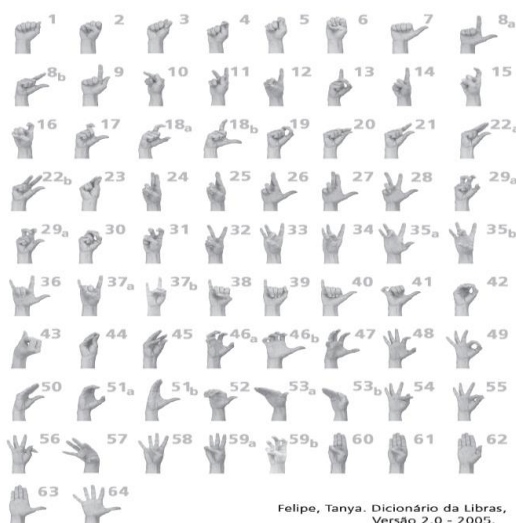 1 2 3 4 5 6 7 8a
8b 9 10 11 12 13 14 15
16 17 18a 18b 19 20 21 22a
22b 23 24 25 26 27 28 29a
29a 30 31 32 33 34 35a 35b
36 37a 37b 38 39 40 41 42
43 44 45 46a 46b 47 48 49
50 51a 51b 52 53a 53b 54 55
56 57 58 59a 59b 60 61 62
63 64
Felipe, Tanya. Dicionário da Libras,
Versão 2.0 - 2005.